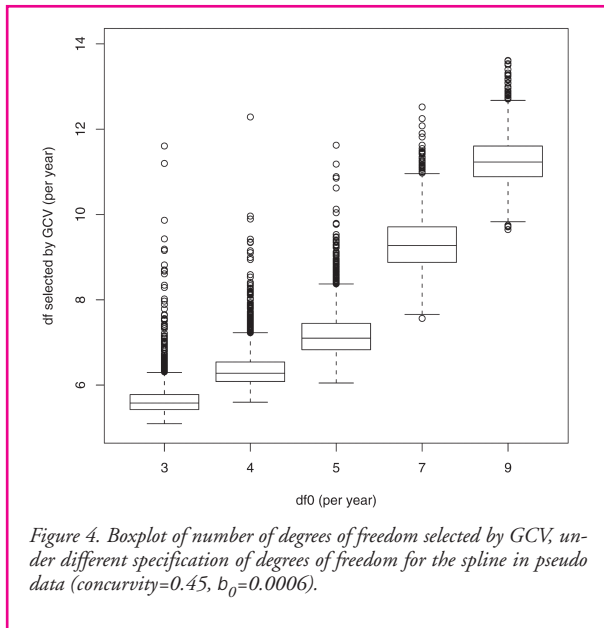 14
12
10
8
6
df selected by GCV (per year)
3 4 5 7 9
df0 (per year)
Figure 4. Boxplot of number of degrees of freedom selected by GCV, un-
der different specification of degrees of freedom for the spline in pseudo
data (concurvity=0.45, b0=0.0006).